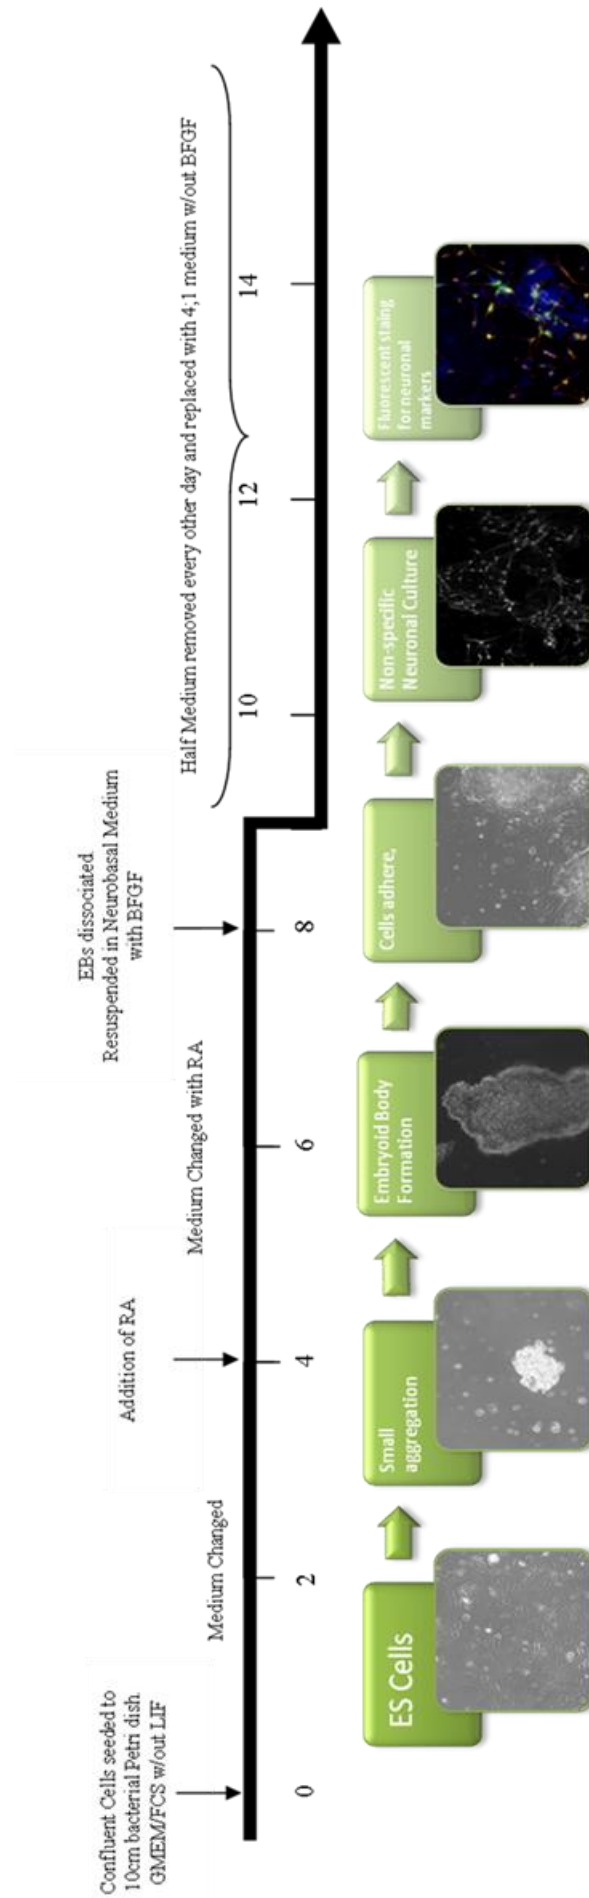 Confluent Cells seeded to
10cm bacterial Petri dish.
GMEM/FCS w/out LIF
Medium Changed
Addition of RA
Medium Changed with RA
EBs dissociated
Resuspended in Neurobasal Medium
with BFGF
Half Medium removed every other day and replaced with 4;1 medium w/out BFGF
0
2
4
6
8
10
12
14
ES Cells
Small
aggregation
Embryoid Body
Formation
Cells adhere,
Non-specific
Neuronal Culture
Fluorescent staing
for neuronal
markers